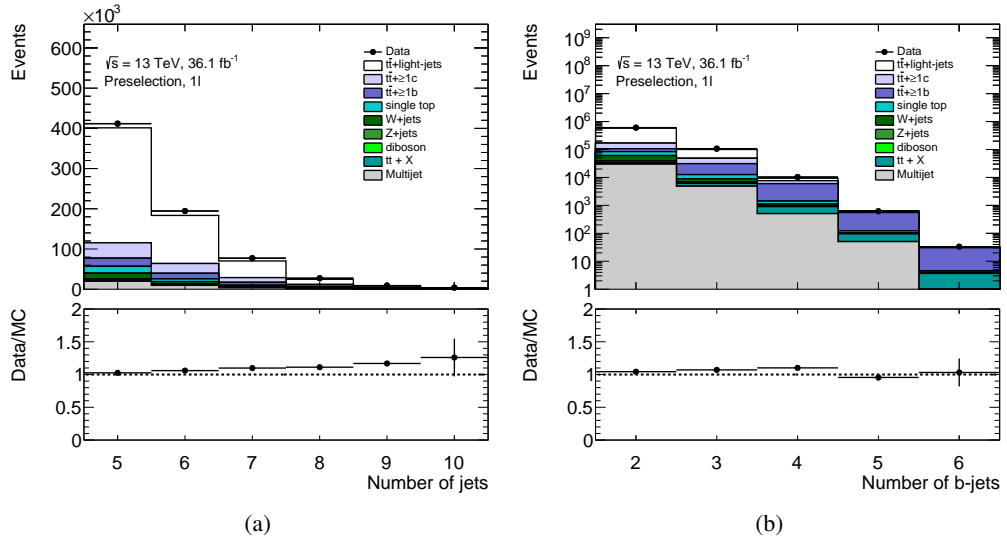 ×10³
Events
600
500
400
300
200
100
0
√s = 13 TeV, 36.1 fb⁻¹
Preselection, 1l
Data
tt̄+light-jets
tt̄+≥1c
tt̄+≥1b
single top
W+jets
Z+jets
diboson
tt + X
Multijet
Data/MC
2
1.5
1
0.5
0
5 6 7 8 9 10
Number of jets
(a)
Events
10⁹
10⁸
10⁷
10⁶
10⁵
10⁴
10³
10²
10
1
√s = 13 TeV, 36.1 fb⁻¹
Preselection, 1l
Data
tt̄+light-jets
tt̄+≥1c
tt̄+≥1b
single top
W+jets
Z+jets
diboson
tt + X
Multijet
Data/MC
2
1.5
1
0.5
0
2 3 4 5 6
Number of b-jets
(b)